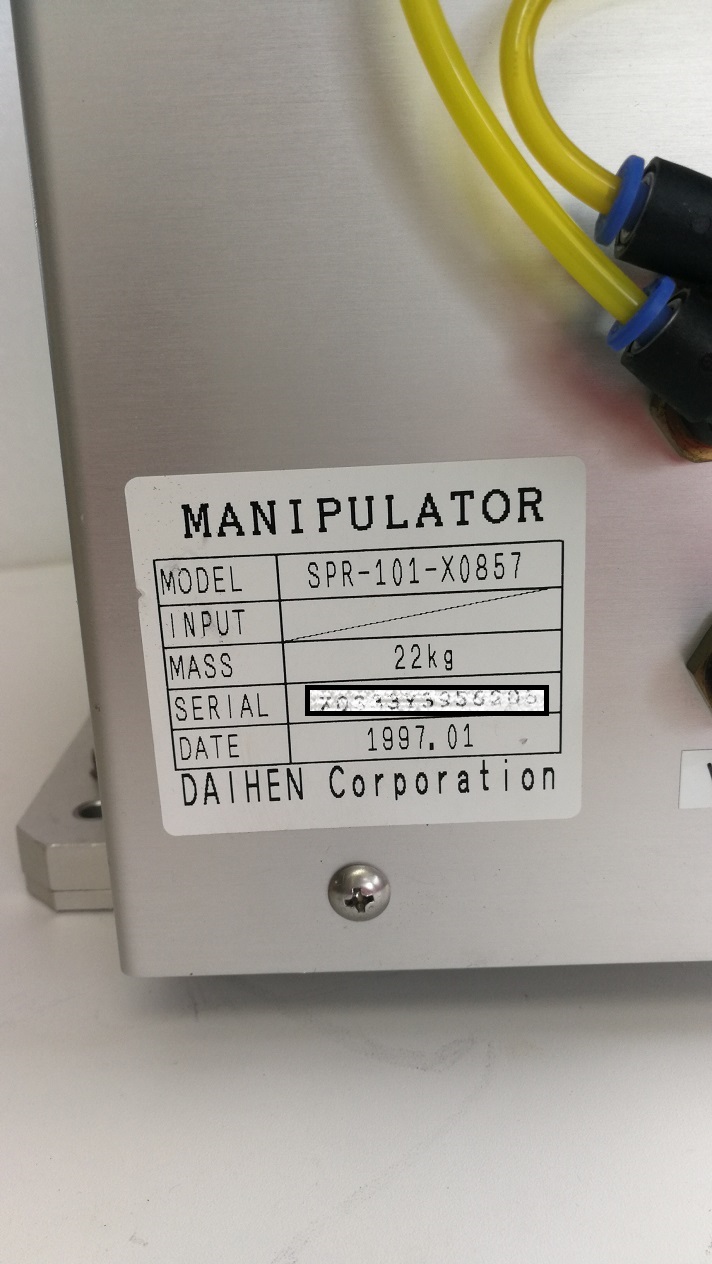 MANIPULATOR
MODEL SPR-101-X0857
INPUT
MASS 22kg
SERIAL
DATE 1997.01
DAIHEN Corporation